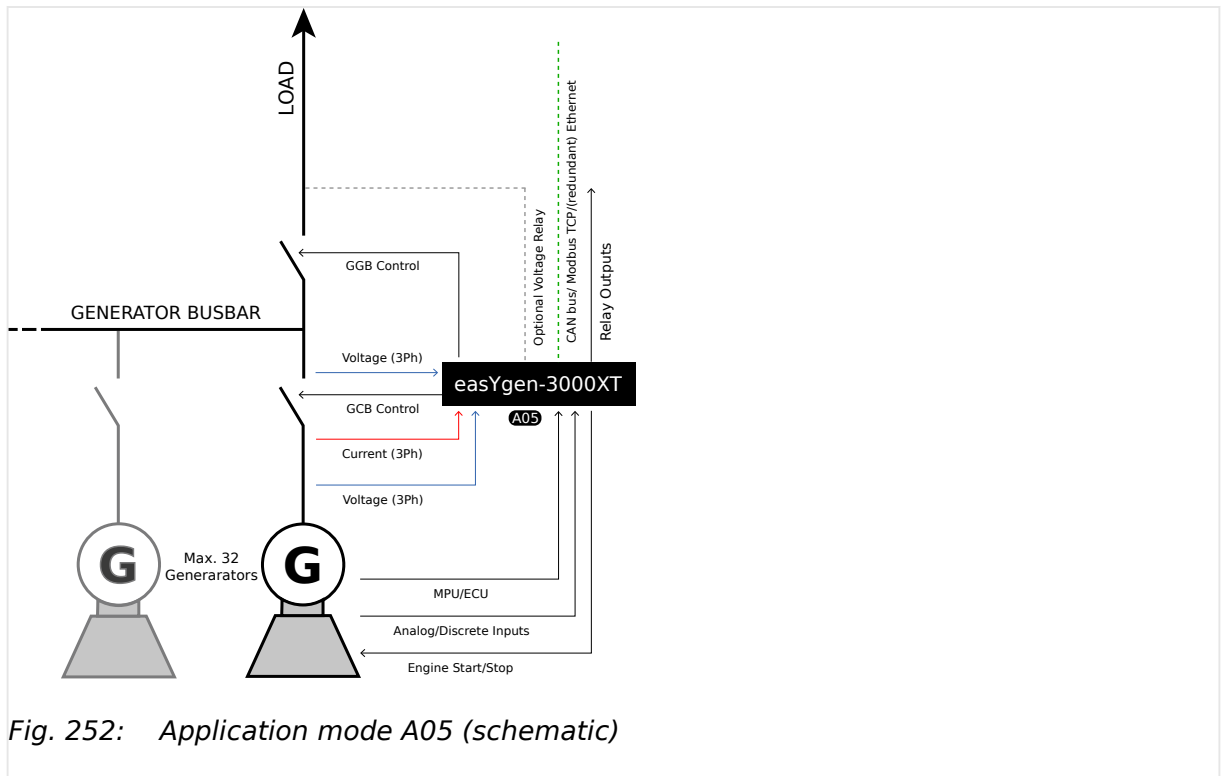 LOAD
Optional Voltage Relay
CAN bus/ Modbus TCP/(redundant) Ethernet
Relay Outputs
GGB Control
GENERATOR BUSBAR
Voltage (3Ph)
easYgen-3000XT
GCB Control
A05
Current (3Ph)
Voltage (3Ph)
G
Max. 32
Generarators
G
MPU/ECU
Analog/Discrete Inputs
Engine Start/Stop
Fig. 252: Application mode A05 (schematic)